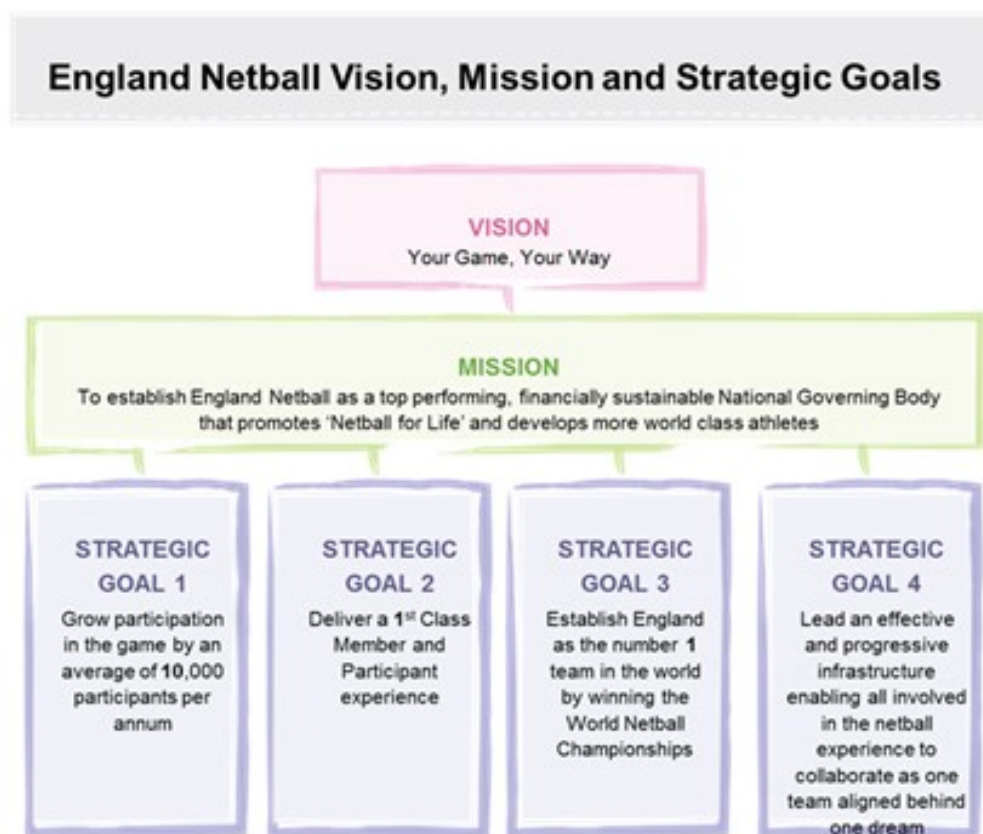 England Netball Vision, Mission and Strategic Goals
VISION
Your Game, Your Way
MISSION
To establish England Netball as a top performing, financially sustainable National Governing Body
that promotes ‘Netball for Life’ and develops more world class athletes
STRATEGIC
GOAL 1
Grow participation
in the game by an
average of 10,000
participants per
annum
STRATEGIC
GOAL 2
Deliver a 1st Class
Member and
Participant
experience
STRATEGIC
GOAL 3
Establish England
as the number 1
team in the world
by winning the
World Netball
Championships
STRATEGIC
GOAL 4
Lead an effective
and progressive
infrastructure
enabling all involved
in the netball
experience to
collaborate as one
team aligned behind
one dream